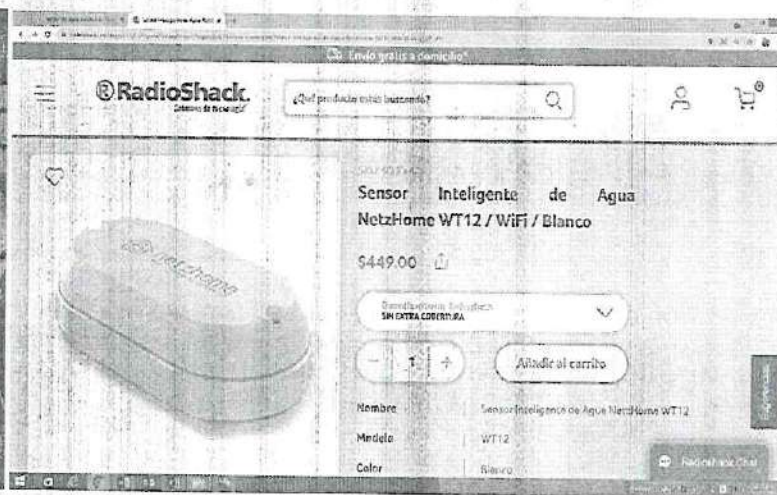 Envío gratis a domicilio*
®RadioShack.
¿Qué producto estás buscando?
0
netzhome
Sensor Inteligente de Agua
NetzHome WT12 / WiFi / Blanco
$449.00
SIN EXTRA COBERTURA
- 1 +
Añadir al carrito
Nombre Sensor Inteligente de Agua NetzHome WT12
Modelo WT12
Color Blanco
RadioShack Chat